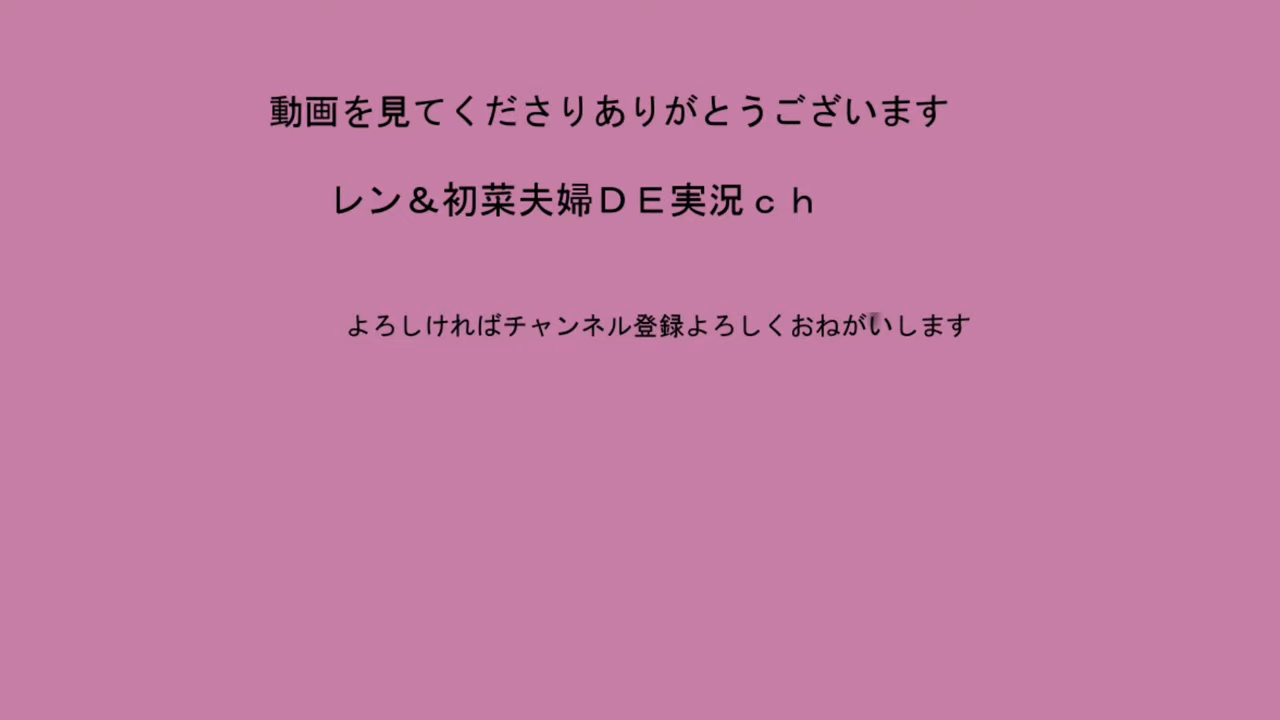 動画を見てくださりありがとうございます
レン＆初菜夫婦ＤＥ実況ｃｈ
よろしければチャンネル登録よろしくおねがいします